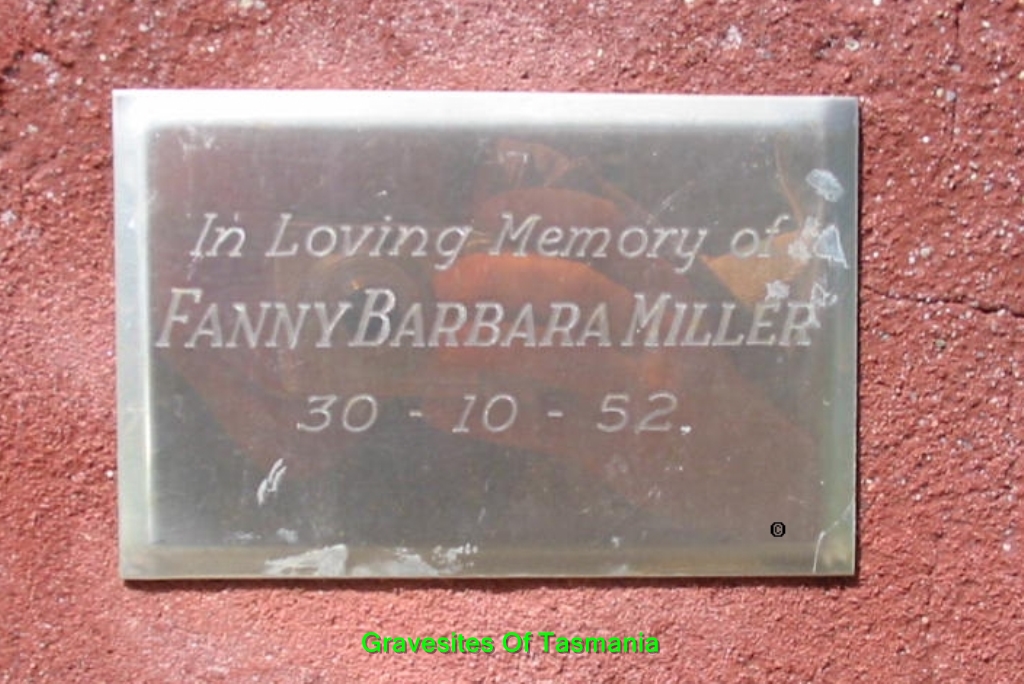 In Loving Memory of
FANNY BARBARA MILLER
30 - 10 - 52.
©
Gravesites Of Tasmania